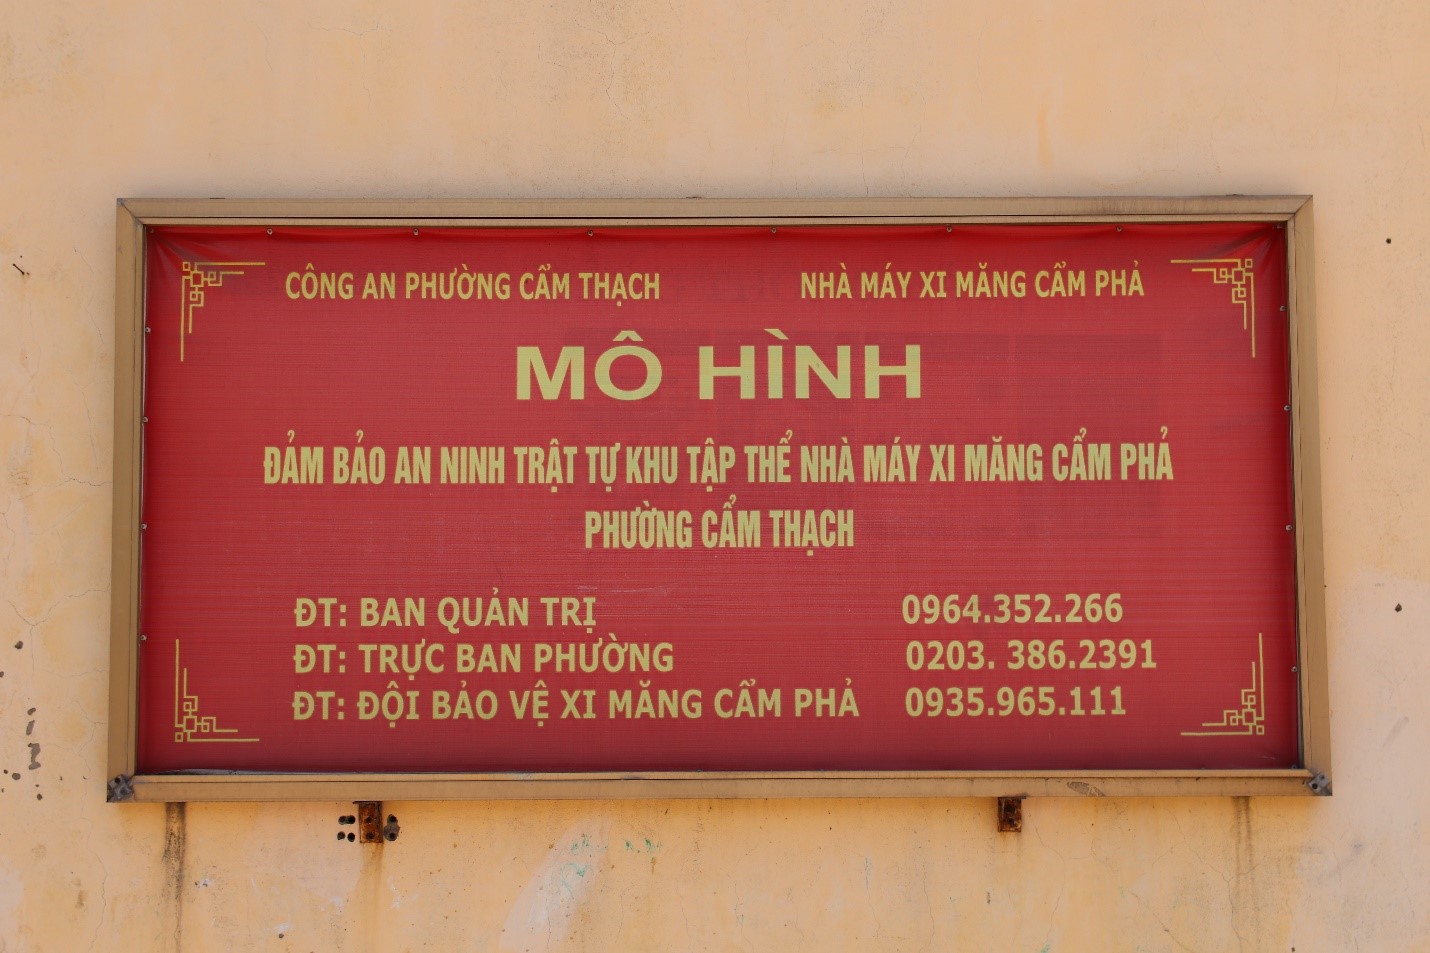 CÔNG AN PHƯỜNG CẨM THẠCH NHÀ MÁY XI MĂNG CẨM PHẢ
MÔ HÌNH
ĐẢM BẢO AN NINH TRẬT TỰ KHU TẬP THỂ NHÀ MÁY XI MĂNG CẨM PHẢ
PHƯỜNG CẨM THẠCH
ĐT: BAN QUẢN TRỊ 0964.352.266
ĐT: TRỰC BAN PHƯỜNG 0203. 386.2391
ĐT: ĐỘI BẢO VỆ XI MĂNG CẨM PHẢ 0935.965.111